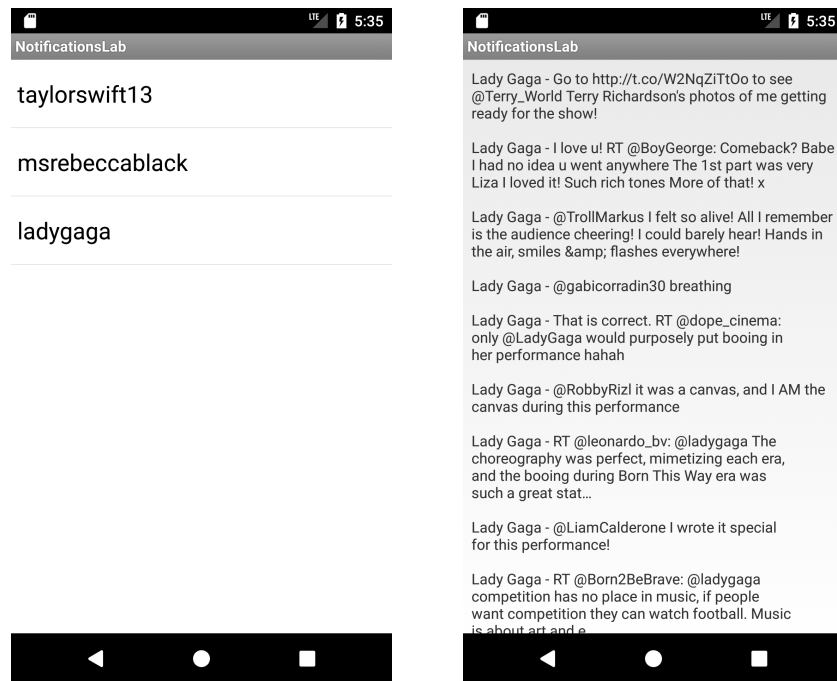 LTE 5:35
NotificationsLab
taylorswift13
msrebeccablack
ladygaga
LTE 5:35
NotificationsLab
Lady Gaga - Go to http://t.co/W2NqZiTtOo to see
@Terry_World Terry Richardson's photos of me getting
ready for the show!
Lady Gaga - I love u! RT @BoyGeorge: Comeback? Babe
I had no idea u went anywhere The 1st part was very
Liza I loved it! Such rich tones More of that! x
Lady Gaga - @TrollMarkus I felt so alive! All I remember
is the audience cheering! I could barely hear! Hands in
the air, smiles &amp; flashes everywhere!
Lady Gaga - @gabicorradin30 breathing
Lady Gaga - That is correct. RT @dope_cinema:
only @LadyGaga would purposely put booing in
her performance hahah
Lady Gaga - @RobbyRizl it was a canvas, and I AM the
canvas during this performance
Lady Gaga - RT @leonardo_bv: @ladygaga The
choreography was perfect, mimetizing each era,
and the booing during Born This Way era was
such a great stat…
Lady Gaga - @LiamCalderone I wrote it special
for this performance!
Lady Gaga - RT @Born2BeBrave: @ladygaga
competition has no place in music, if people
want competition they can watch football. Music
is about art and e